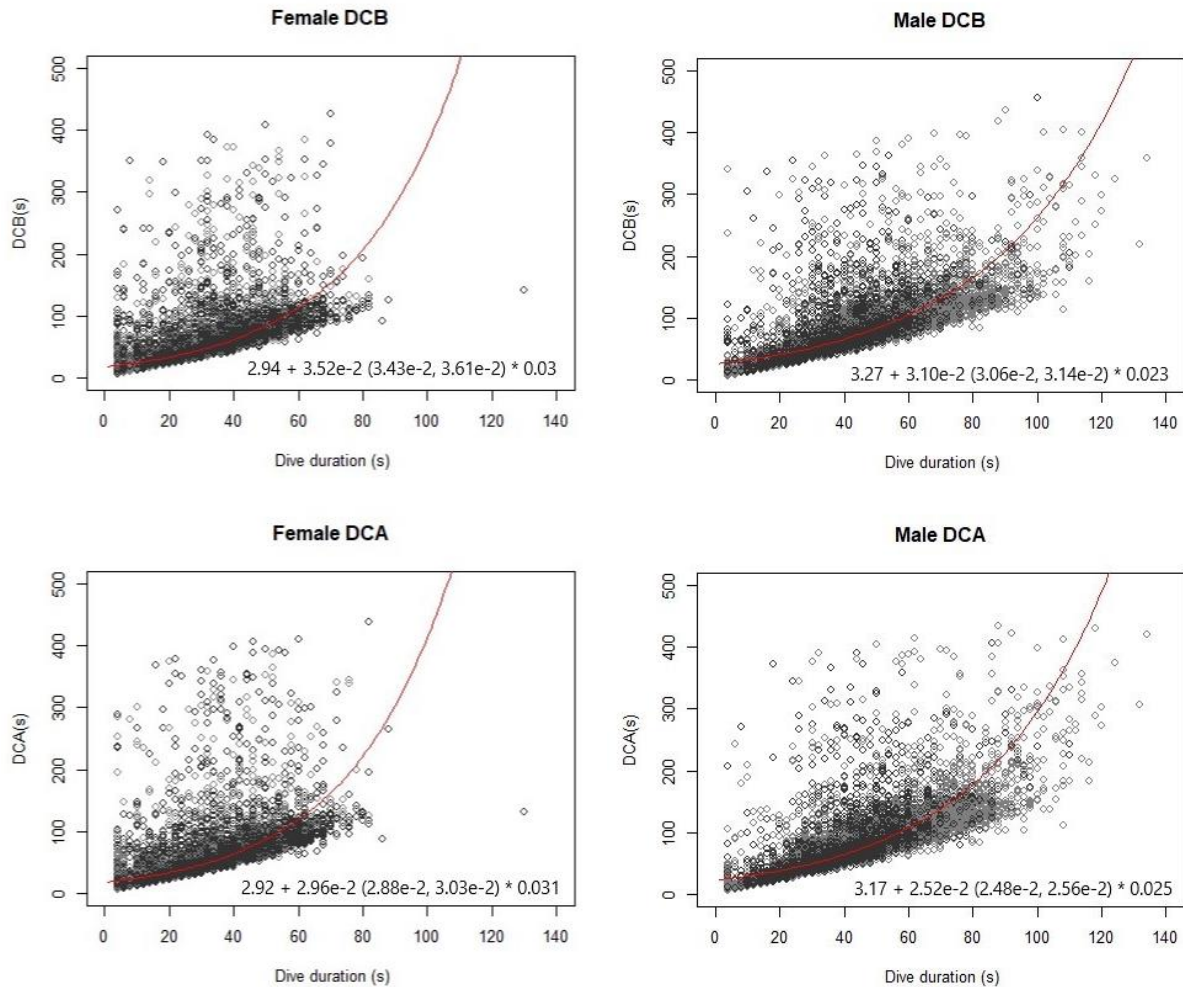 Female DCB
DCB(s)
500
400
300
200
100
0
2.94 + 3.52e-2 (3.43e-2, 3.61e-2) * 0.03
0 20 40 60 80 100 120 140
Dive duration (s)
Male DCB
DCB(s)
500
400
300
200
100
0
3.27 + 3.10e-2 (3.06e-2, 3.14e-2) * 0.023
0 20 40 60 80 100 120 140
Dive duration (s)
Female DCA
DCA(s)
500
400
300
200
100
0
2.92 + 2.96e-2 (2.88e-2, 3.03e-2) * 0.031
0 20 40 60 80 100 120 140
Dive duration (s)
Male DCA
DCA(s)
500
400
300
200
100
0
3.17 + 2.52e-2 (2.48e-2, 2.56e-2) * 0.025
0 20 40 60 80 100 120 140
Dive duration (s)